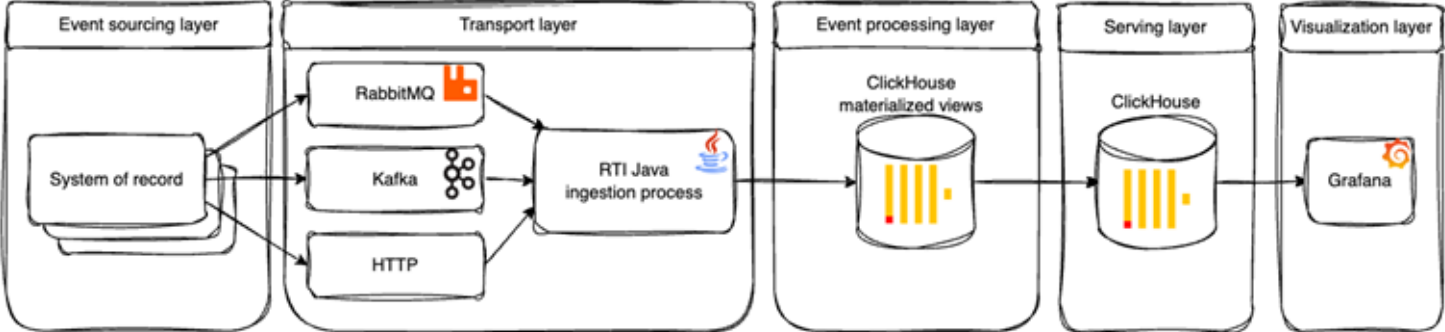 Event sourcing layer
Transport layer
Event processing layer
Serving layer
Visualization layer
System of record
RabbitMQ
Kafka
HTTP
RTI Java
ingestion process
ClickHouse
materialized views
ClickHouse
Grafana